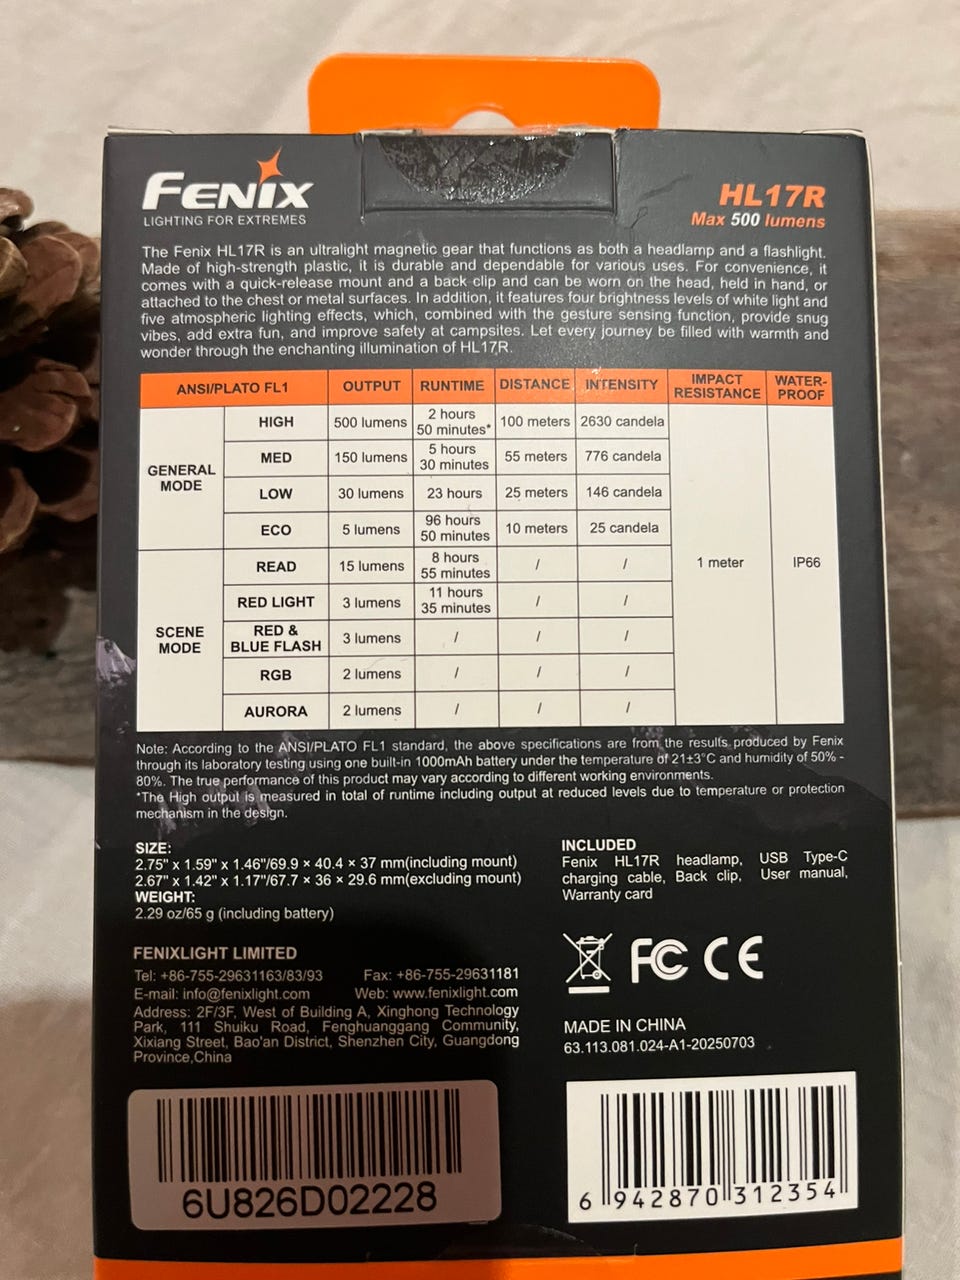 FENIX
LIGHTING FOR EXTREMES
HL17R
Max 500 lumens
The Fenix HL17R is an ultralight magnetic gear that functions as both a headlamp and a flashlight.
Made of high-strength plastic, it is durable and dependable for various uses. For convenience, it
comes with a quick-release mount and a back clip and can be worn on the head, held in hand, or
attached to the chest or metal surfaces. In addition, it features four brightness levels of white light and
five atmospheric lighting effects, which, combined with the gesture sensing function, provide snug
vibes, add extra fun, and improve safety at campsites. Let every journey be filled with warmth and
wonder through the enchanting illumination of HL17R.
ANSI/PLATO FL1 OUTPUT RUNTIME DISTANCE INTENSITY IMPACT RESISTANCE WATER-PROOF
GENERAL MODE
HIGH 500 lumens 2 hours 50 minutes* 100 meters 2630 candela
MED 150 lumens 5 hours 30 minutes 55 meters 776 candela
LOW 30 lumens 23 hours 25 meters 146 candela
ECO 5 lumens 96 hours 50 minutes 10 meters 25 candela
SCENE MODE
READ 15 lumens 8 hours 55 minutes / /
RED LIGHT 3 lumens 11 hours 35 minutes / /
RED & BLUE FLASH 3 lumens / / /
RGB 2 lumens / / /
AURORA 2 lumens / / /
1 meter
IP66
Note: According to the ANSI/PLATO FL1 standard, the above specifications are from the results produced by Fenix
through its laboratory testing using one built-in 1000mAh battery under the temperature of 21±3°C and humidity of 50% -
80%. The true performance of this product may vary according to different working environments.
*The High output is measured in total of runtime including output at reduced levels due to temperature or protection
mechanism in the design.
SIZE:
2.75" x 1.59" x 1.46"/69.9 × 40.4 × 37 mm(including mount)
2.67" x 1.42" x 1.17"/67.7 × 36 × 29.6 mm(excluding mount)
WEIGHT:
2.29 oz/65 g (including battery)
INCLUDED
Fenix HL17R headlamp, USB Type-C
charging cable, Back clip, User manual,
Warranty card
FENIXLIGHT LIMITED
Tel: +86-755-29631163/83/93 Fax: +86-755-29631181
E-mail: info@fenixlight.com Web: www.fenixlight.com
Address: 2F/3F, West of Building A, Xinghong Technology
Park, 111 Shuiku Road, Fenghuanggang Community,
Xixiang Street, Bao'an District, Shenzhen City, Guangdong
Province,China
FC CE
MADE IN CHINA
63.113.081.024-A1-20250703
6U826D02228
6 942870 312354